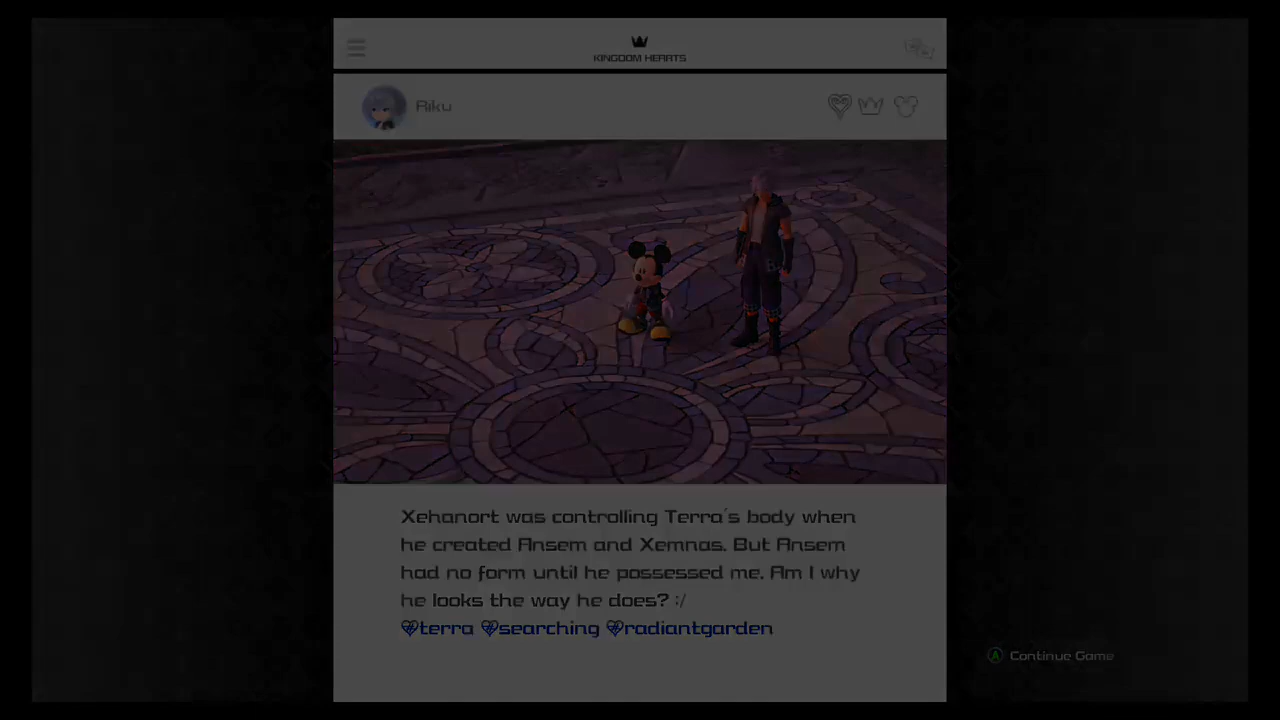 KINGDOM HEARTS
Riku
Xehanort was controlling Terra's body when
he created Ansem and Xemnas. But Ansem
had no form until he possessed me. Am I why
he looks the way he does? :/
terra searching radiantgarden
A Continue Game